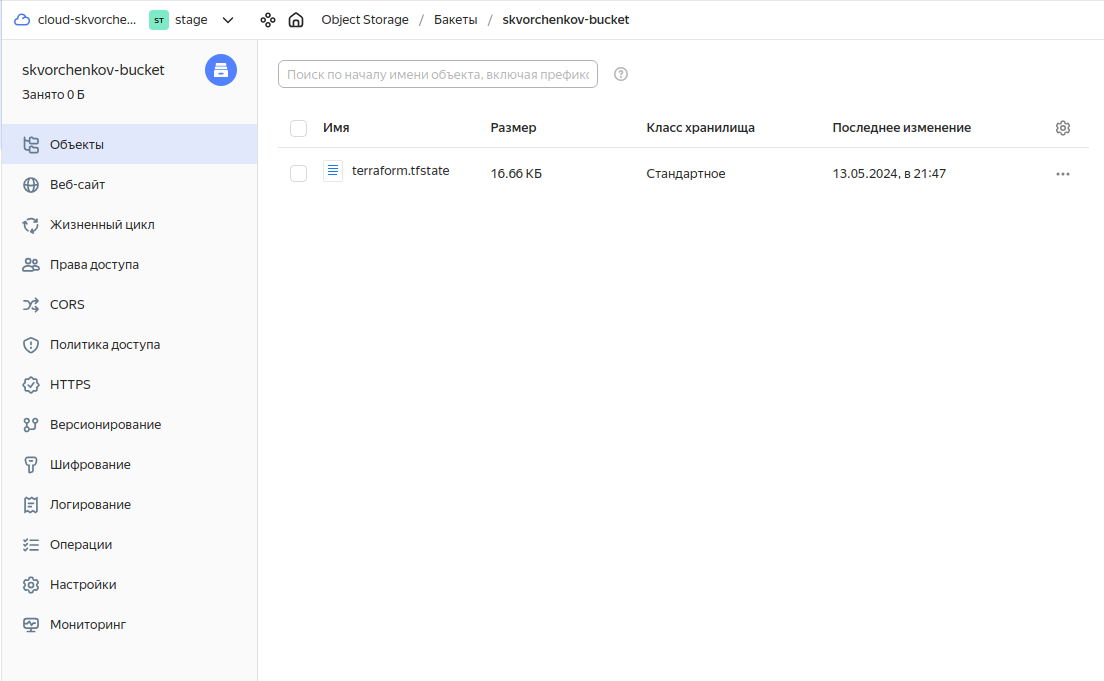 cloud-skvorche... ST stage Object Storage / Бакеты / skvorchenkov-bucket
skvorchenkov-bucket
Занято 0 Б
Объекты
Веб-сайт
Жизненный цикл
Права доступа
CORS
Политика доступа
HTTPS
Версионирование
Шифрование
Логирование
Операции
Настройки
Мониторинг
Поиск по началу имени объекта, включая префикс
Имя Размер Класс хранилища Последнее изменение
terraform.tfstate 16.66 КБ Стандартное 13.05.2024, в 21:47